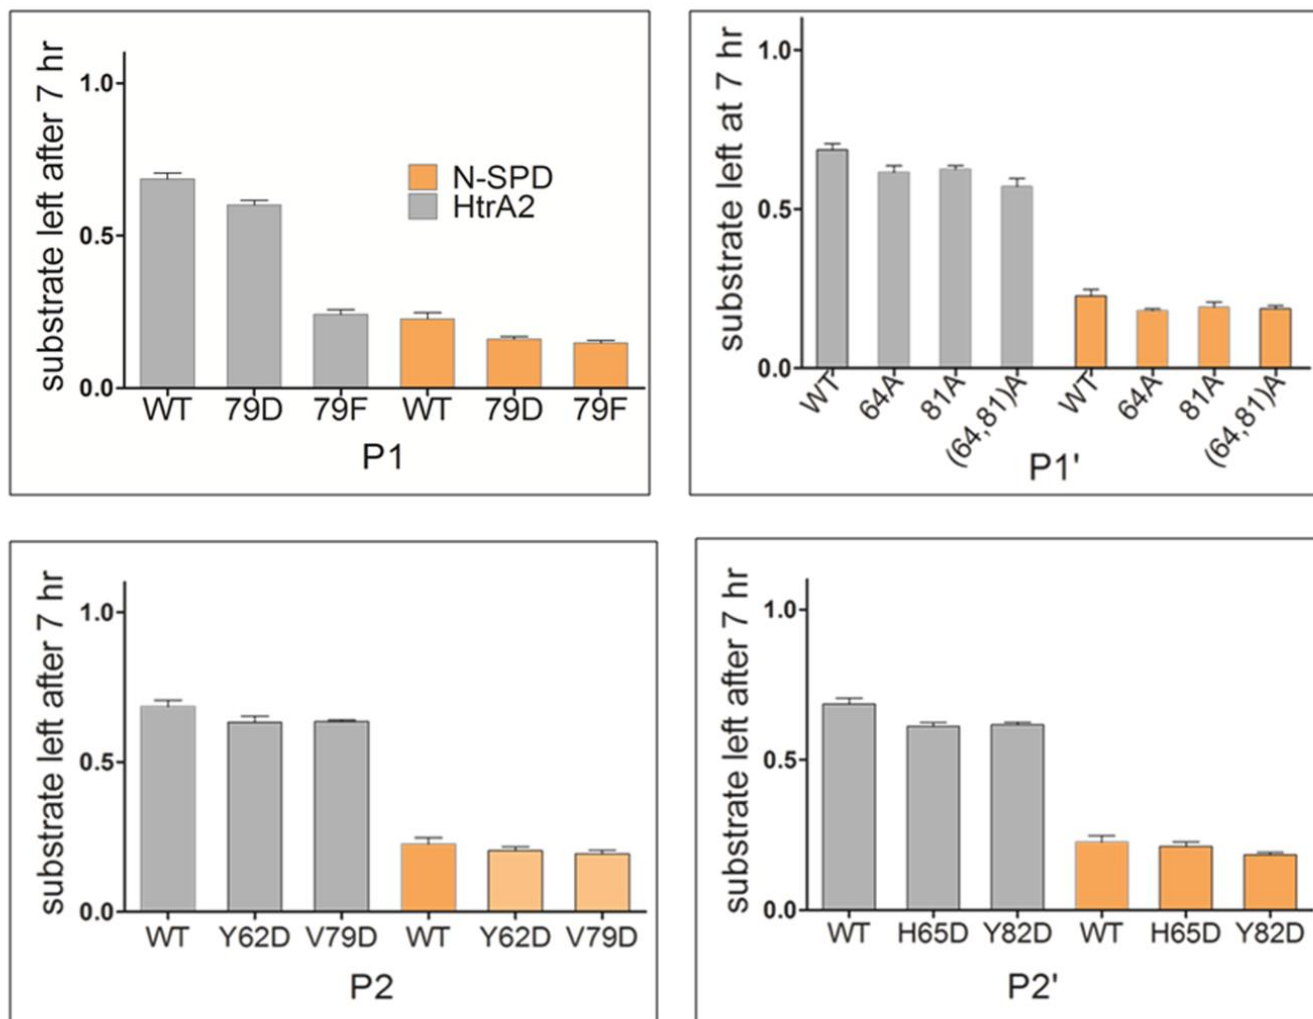 substrate left after 7 hr
1.0
0.5
0.0
N-SPD
HtrA2
WT 79D 79F WT 79D 79F
P1
substrate left at 7 hr
1.0
0.5
0.0
WT 64A 81A (64,81)A WT 64A 81A (64,81)A
P1'
substrate left after 7 hr
1.0
0.5
0.0
WT Y62D V79D WT Y62D V79D
P2
substrate left after 7 hr
1.0
0.5
0.0
WT H65D Y82D WT H65D Y82D
P2'